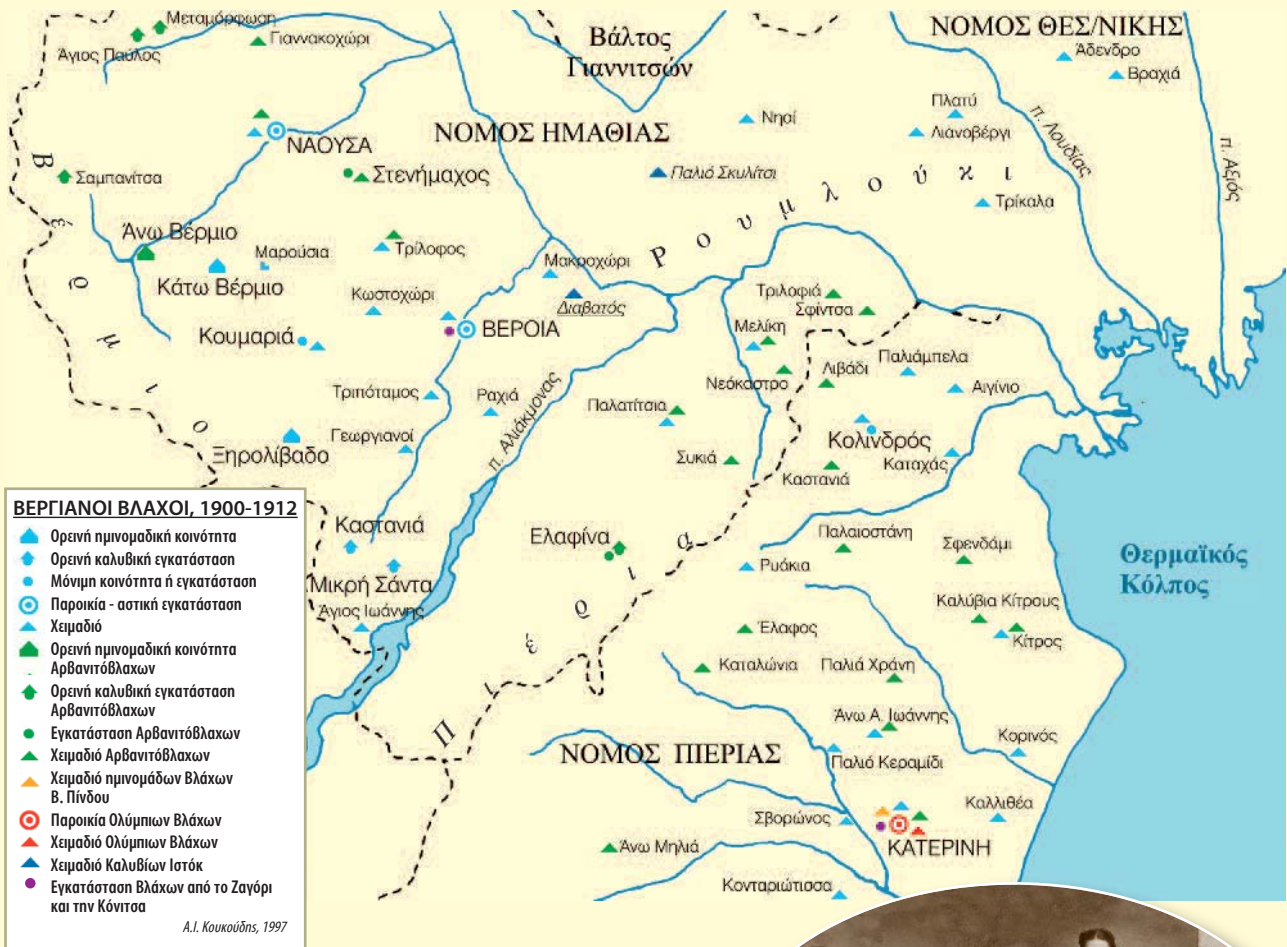 Μεταμόρφωση
Άγιος Παύλος
Γιαννακοχώρι
Βάλτος
Γιαννιτσών
ΝΟΜΟΣ ΘΕΣ/ΝΙΚΗΣ
Άδενδρο
Βραχιά
ΝΑΟΥΣΑ
ΝΟΜΟΣ ΗΜΑΘΙΑΣ
Νησί
Πλατύ
Λιανοβέργι
π. Λουδίας
π. Αξιός
Σαμπανίτσα
Στενήμαχος
Παλιό Σκυλίτσι
Ρουμλούκι
Τρίκαλα
Βέρμιο
Άνω Βέρμιο
Μαρούσια
Τρίλοφος
Κάτω Βέρμιο
Μακροχώρι
Διαβατός
Κωστοχώρι
ΒΕΡΟΙΑ
Τριλοφιά
Σφίντσα
Κουμαριά
Μελίκη
Νεόκαστρο
Λιβάδι
Παλιάμπελα
Αιγίνιο
Τριπόταμος
Ραχιά
π. Αλιάκμονας
Παλατίτσια
Γεωργιανοί
Ξηρολίβαδο
Κολινδρός
Καταχάς
Συκιά
Καστανιά
Καστανιά
Ελαφίνα
Παλαιοστάνη
Σφενδάμι
Θερμαϊκός
Κόλπος
Μικρή Σάντα
Ρυάκια
Άγιος Ιωάννης
Καλύβια Κίτρους
Κίτρος
Έλαφος
Καταλώνια
Παλιά Χράνη
Πιέρια
Άνω Α. Ιωάννης
Κορινός
ΝΟΜΟΣ ΠΙΕΡΙΑΣ
Παλιό Κεραμίδι
Σβορώνος
Καλλιθέα
ΚΑΤΕΡΙΝΗ
Άνω Μηλιά
Κονταριώτισσα
ΒΕΡΓΙΑΝΟΙ ΒΛΑΧΟΙ, 1900-1912
Ορεινή ημινομαδική κοινότητα
Ορεινή καλυβική εγκατάσταση
Μόνιμη κοινότητα ή εγκατάσταση
Παροικία - αστική εγκατάσταση
Χειμαδιό
Ορεινή ημινομαδική κοινότητα
Αρβανιτόβλαχων
Ορεινή καλυβική εγκατάσταση
Αρβανιτόβλαχων
Εγκατάσταση Αρβανιτόβλαχων
Χειμαδιό Αρβανιτόβλαχων
Χειμαδιό ημινομάδων Βλάχων
Β. Πίνδου
Παροικία Ολύμπιων Βλάχων
Χειμαδιό Ολύμπιων Βλάχων
Χειμαδιό Καλυβίων Ιστόκ
Εγκατάσταση Βλάχων από το Ζαγόρι
και την Κόνιτσα
Α.Ι. Κουκούδης, 1997